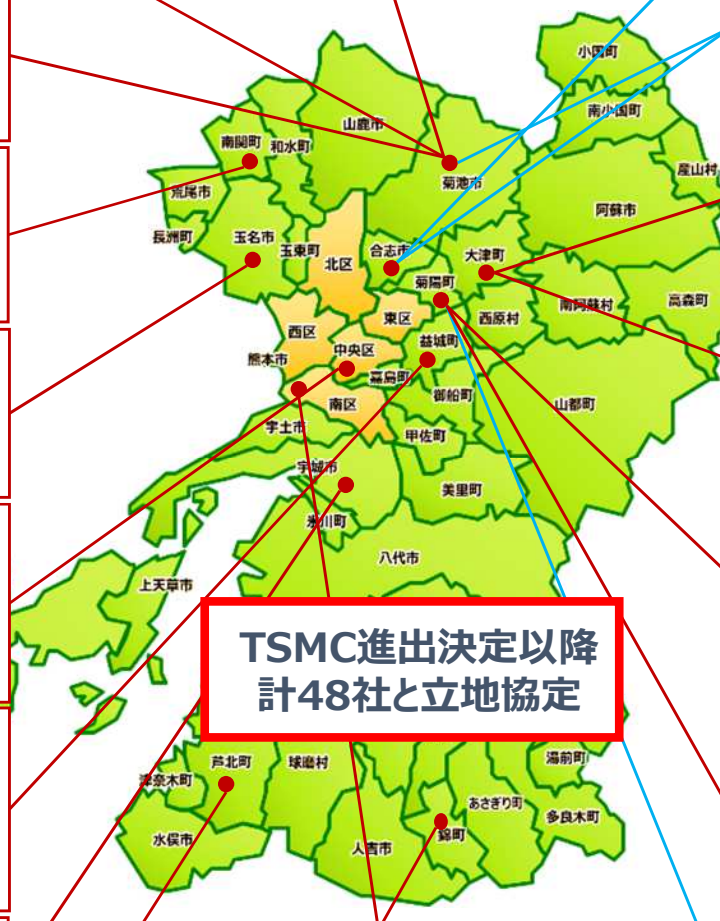 小国町
南小国町
山鹿市
南関町
和水町
産山村
菊池市
荒尾市
阿蘇市
長洲町
玉名市
玉東町
合志市
大津町
北区
菊陽町
南阿蘇村
高森町
東区
西原村
西区
益城町
中央区
熊本市
嘉島町
御船町
南区
山都町
宇土市
甲佐町
宇城市
美里町
氷川町
八代市
上天草市
TSMC進出決定以降
計48社と立地協定
湯前町
芦北町
球磨村
津奈木町
あさぎり町
多良木町
水俣市
人吉市
錦町